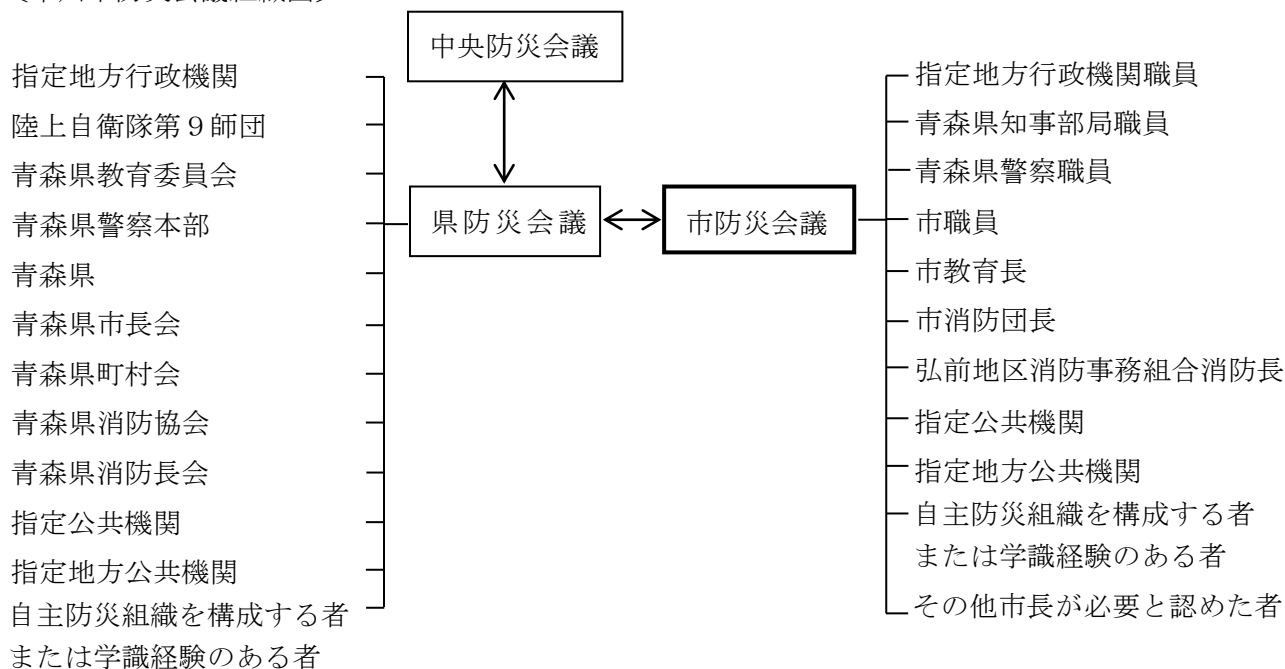 中央防災会議
指定地方行政機関
陸上自衛隊第９師団
青森県教育委員会
青森県警察本部
青森県
青森県市長会
青森県町村会
青森県消防協会
青森県消防長会
指定公共機関
指定地方公共機関
自主防災組織を構成する者
または学識経験のある者
県防災会議
市防災会議
指定地方行政機関職員
青森県知事部局職員
青森県警察職員
市職員
市教育長
市消防団長
弘前地区消防事務組合消防長
指定公共機関
指定地方公共機関
自主防災組織を構成する者
または学識経験のある者
その他市長が必要と認めた者